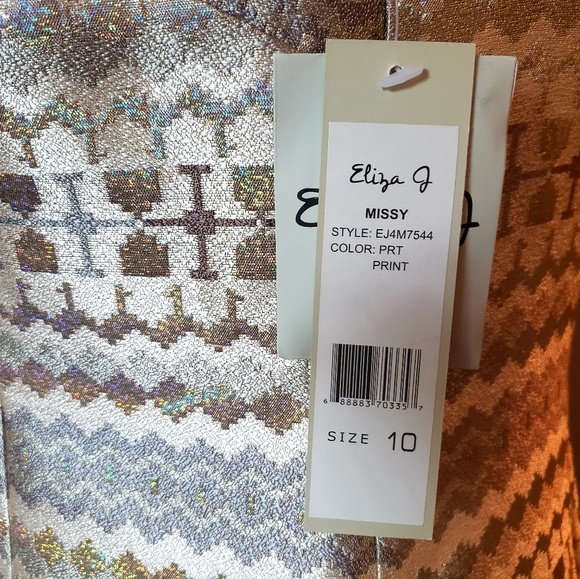 Eliza J
MISSY
STYLE: EJ4M7544
COLOR: PRT
PRINT
6 88883 70335 7
SIZE 10